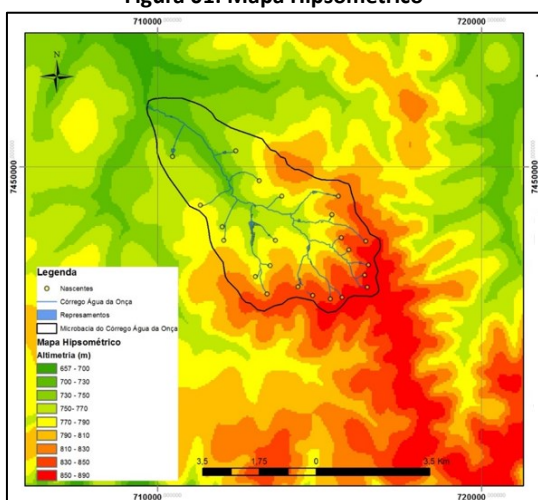 Figura 01: Mapa Hipsométrico
710000 720000
N
7450000 7450000
Legenda
Nascentes
Córrego Água da Onça
Represamentos
Microbacia do Córrego Água da Onça
Mapa Hipsométrico
Altimetria (m)
657 - 700
700 - 730
730 - 750
750- 770
770 - 790
790 - 810
810 - 830
830 - 850
850 - 890
3.5 1.75 0 3.5 Km
710000 720000